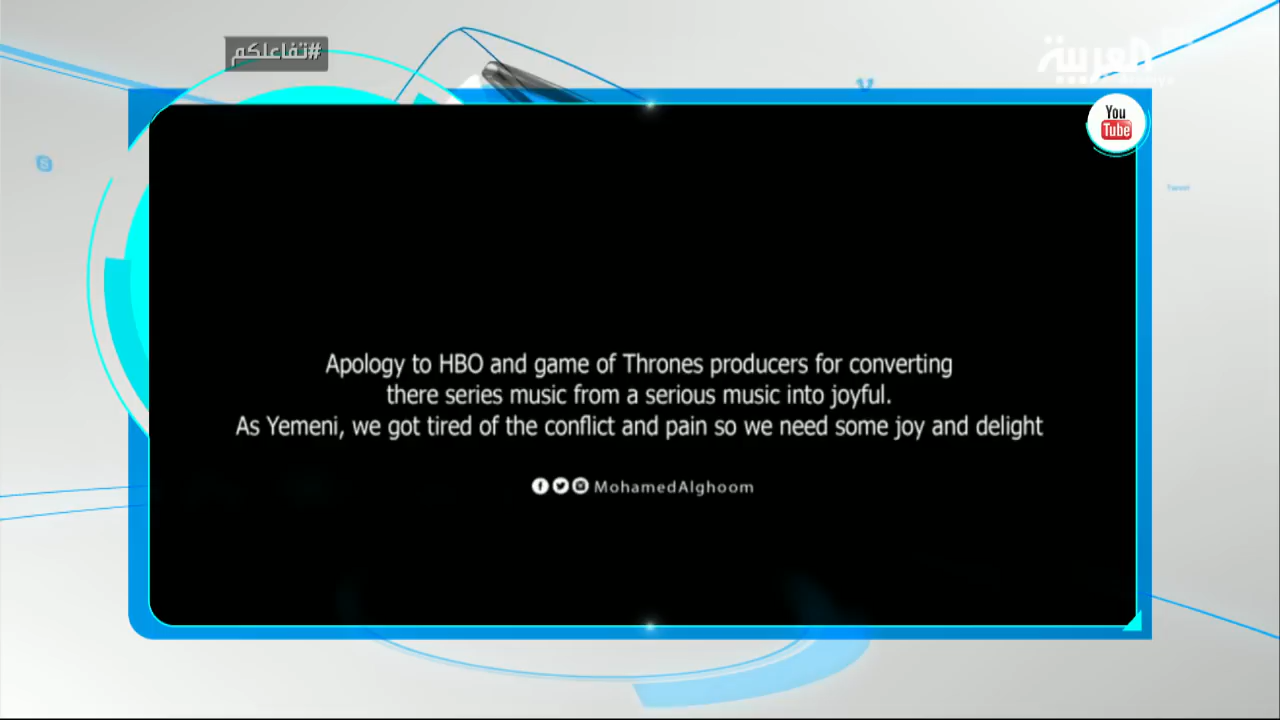 #تفاعلكم
العربية
You
Tube
Tweet
Apology to HBO and game of Thrones producers for converting
there series music from a serious music into joyful.
As Yemeni, we got tired of the conflict and pain so we need some joy and delight
MohamedAlghoom